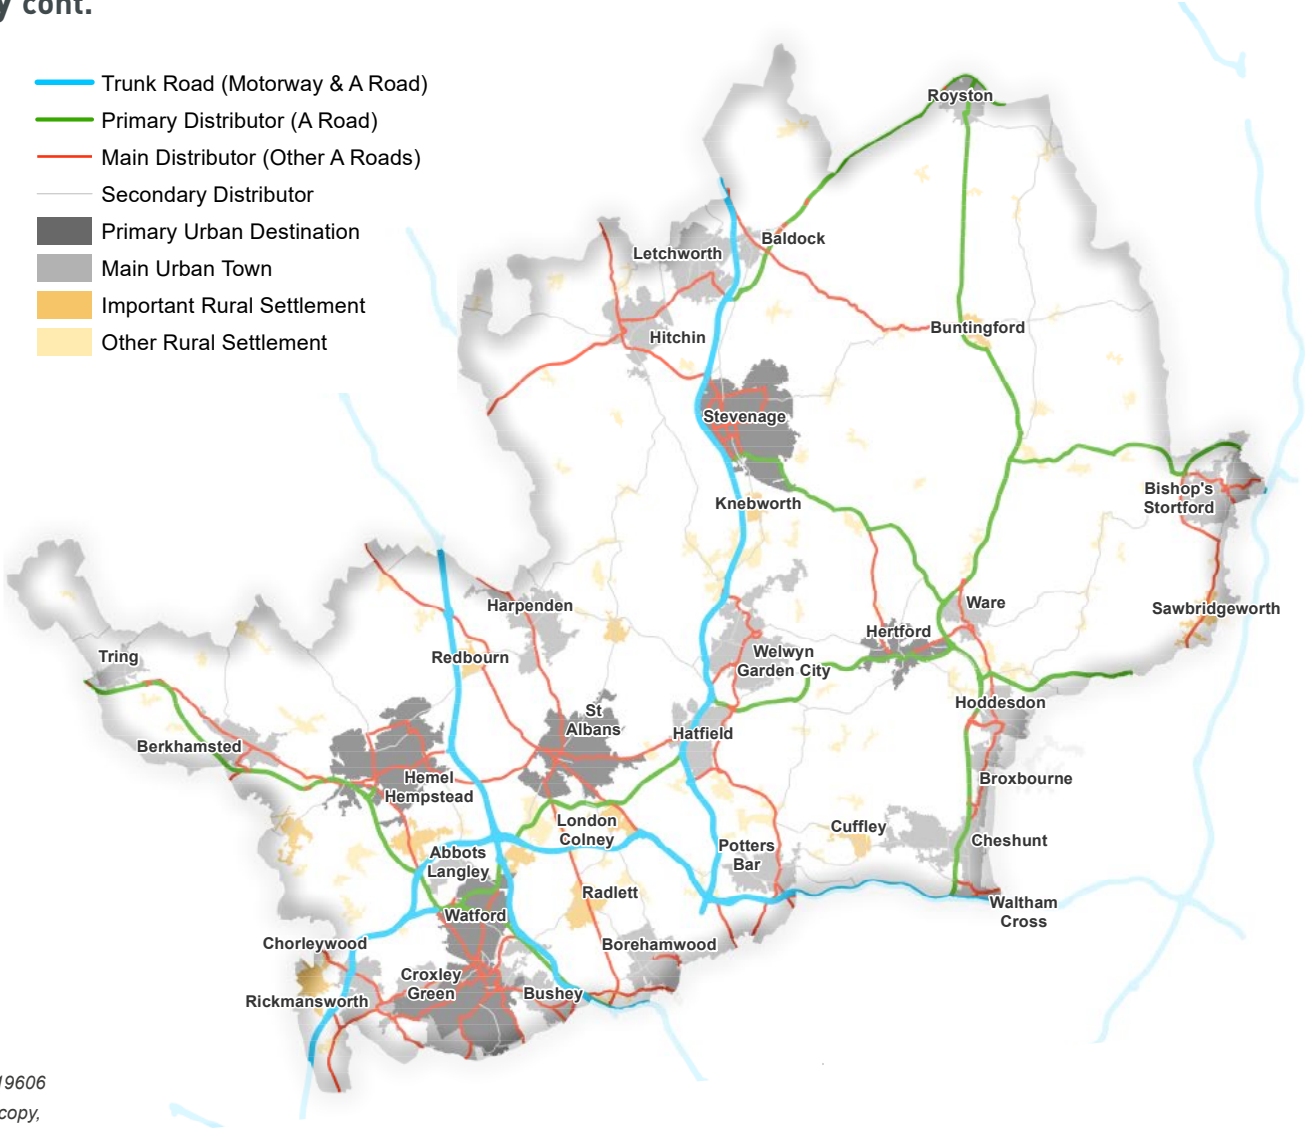 y cont.
Trunk Road (Motorway & A Road)
Primary Distributor (A Road)
Main Distributor (Other A Roads)
Secondary Distributor
Primary Urban Destination
Main Urban Town
Important Rural Settlement
Other Rural Settlement
Royston
Baldock
Letchworth
Buntingford
Hitchin
Stevenage
Bishop's
Stortford
Knebworth
Ware
Harpenden
Sawbridgeworth
Hertford
Welwyn
Garden City
Tring
Redbourn
Hoddesdon
St
Albans
Hatfield
Berkhamsted
Hemel
Hempstead
Broxbourne
London
Colney
Cuffley
Cheshunt
Potters
Bar
Abbots
Langley
Radlett
Waltham
Cross
Watford
Chorleywood
Borehamwood
Croxley
Green
Rickmansworth
Bushey
19606
copy,